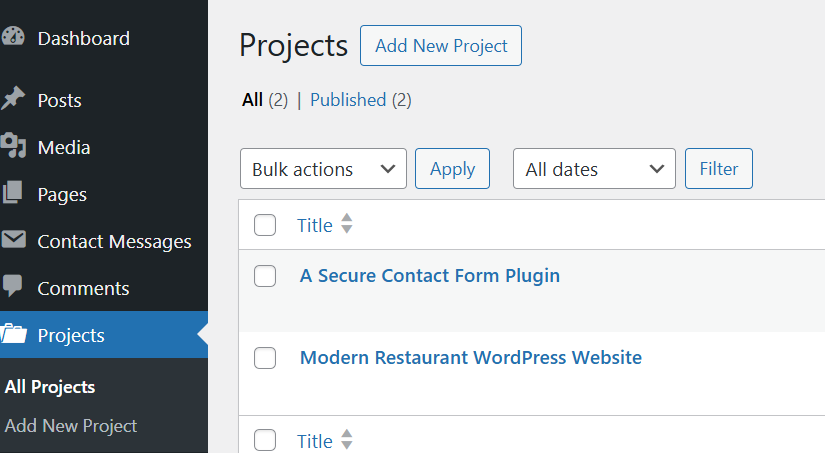 Dashboard
Posts
Media
Pages
Contact Messages
Comments
Projects
All Projects
Add New Project
Projects Add New Project
All (2) | Published (2)
Bulk actions Apply All dates Filter
Title
A Secure Contact Form Plugin
Modern Restaurant WordPress Website
Title